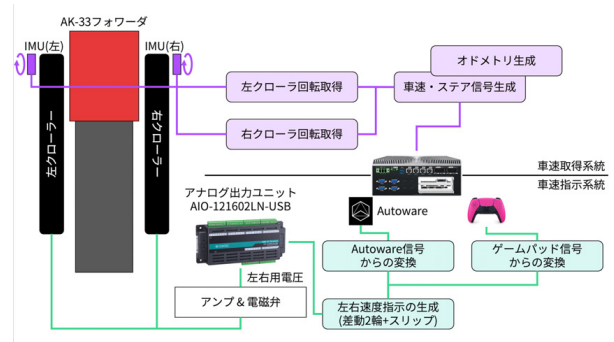 AK-33フォワーダ
IMU(左)
IMU(右)
左クローラー
右クローラー
オドメトリ生成
左クローラ回転取得
車速・ステア信号生成
右クローラ回転取得
車速取得系統
車速指示系統
アナログ出力ユニット
AIO-121602LN-USB
Autoware
Autoware信号
からの変換
ゲームパッド信号
からの変換
左右用電圧
アンプ & 電磁弁
左右速度指示の生成
(差動2輪+スリップ)